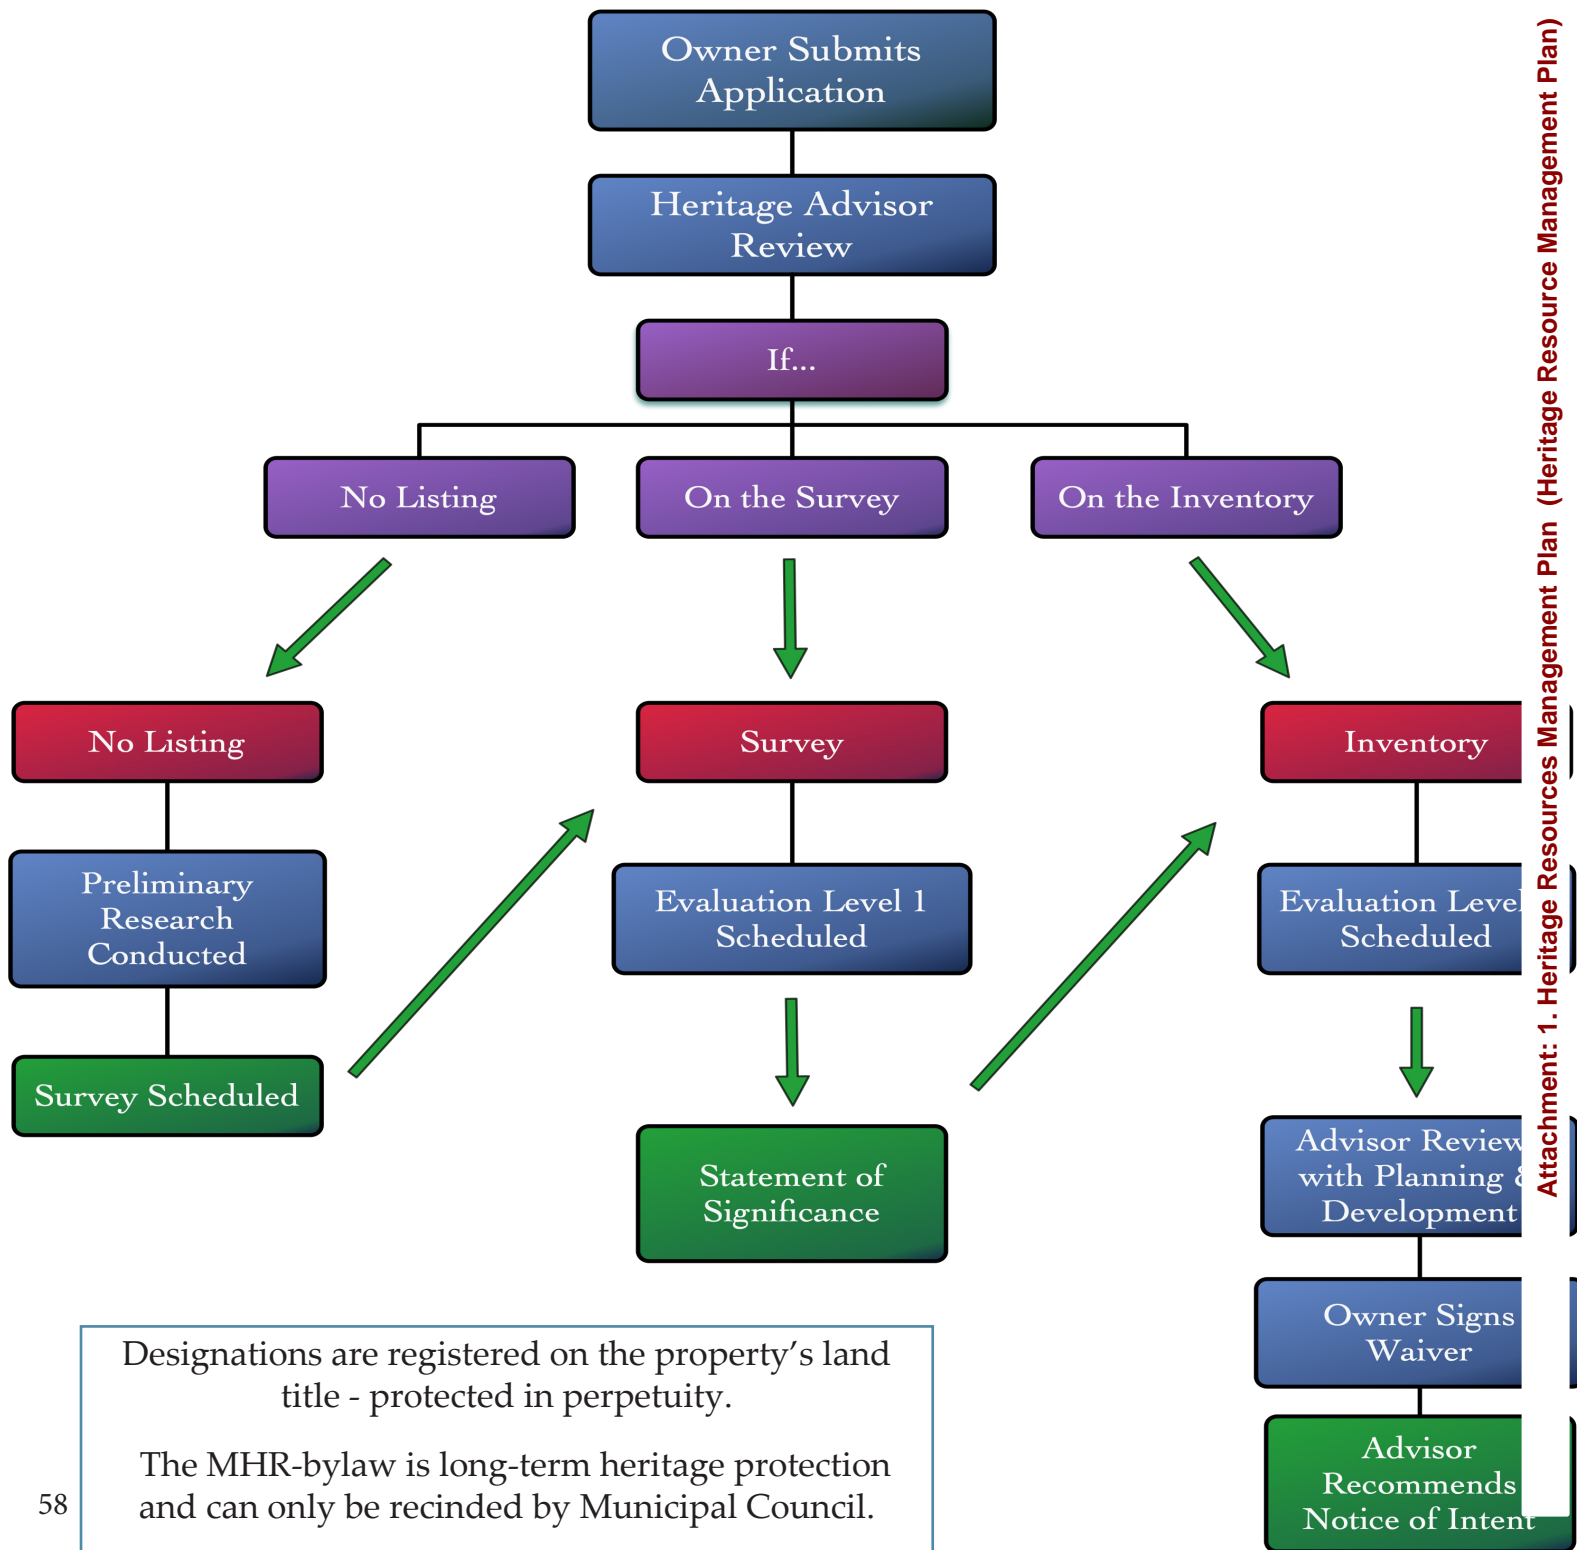 Owner Submits
Application
Heritage Advisor
Review
If...
No Listing
On the Survey
On the Inventory
No Listing
Preliminary
Research
Conducted
Survey Scheduled
Survey
Evaluation Level 1
Scheduled
Statement of
Significance
Inventory
Evaluation Level
Scheduled
Advisor Review
with Planning
Development
Owner Signs
Waiver
Advisor
Recommends
Notice of Intent
Designations are registered on the property's land
title - protected in perpetuity.
The MHR-bylaw is long-term heritage protection
and can only be recinded by Municipal Council.
58
Attachment: 1. Heritage Resources Management Plan (Heritage Resource Management Plan)